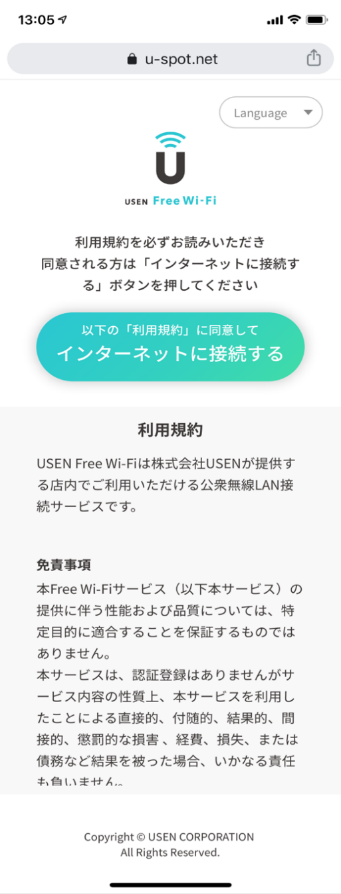 13:05
u-spot.net
Language
USEN Free Wi-Fi
利用規約を必ずお読みいただき
同意される方は「インターネットに接続す
る」ボタンを押してください
以下の「利用規約」に同意して
インターネットに接続する
利用規約
USEN Free Wi-Fiは株式会社USENが提供す
る店内でご利用いただける公衆無線LAN接
続サービスです。
免責事項
本Free Wi-Fiサービス（以下本サービス）の
提供に伴う性能および品質については、特
定目的に適合することを保証するものでは
ありません。
本サービスは、認証登録はありませんがサ
ービス内容の性質上、本サービスを利用し
たことによる直接的、付随的、結果的、間
接的、懲罰的な損害 、経費、損失、または
債務など結果を被った場合、いかなる責任
も負いません。
Copyright © USEN CORPORATION
All Rights Reserved.